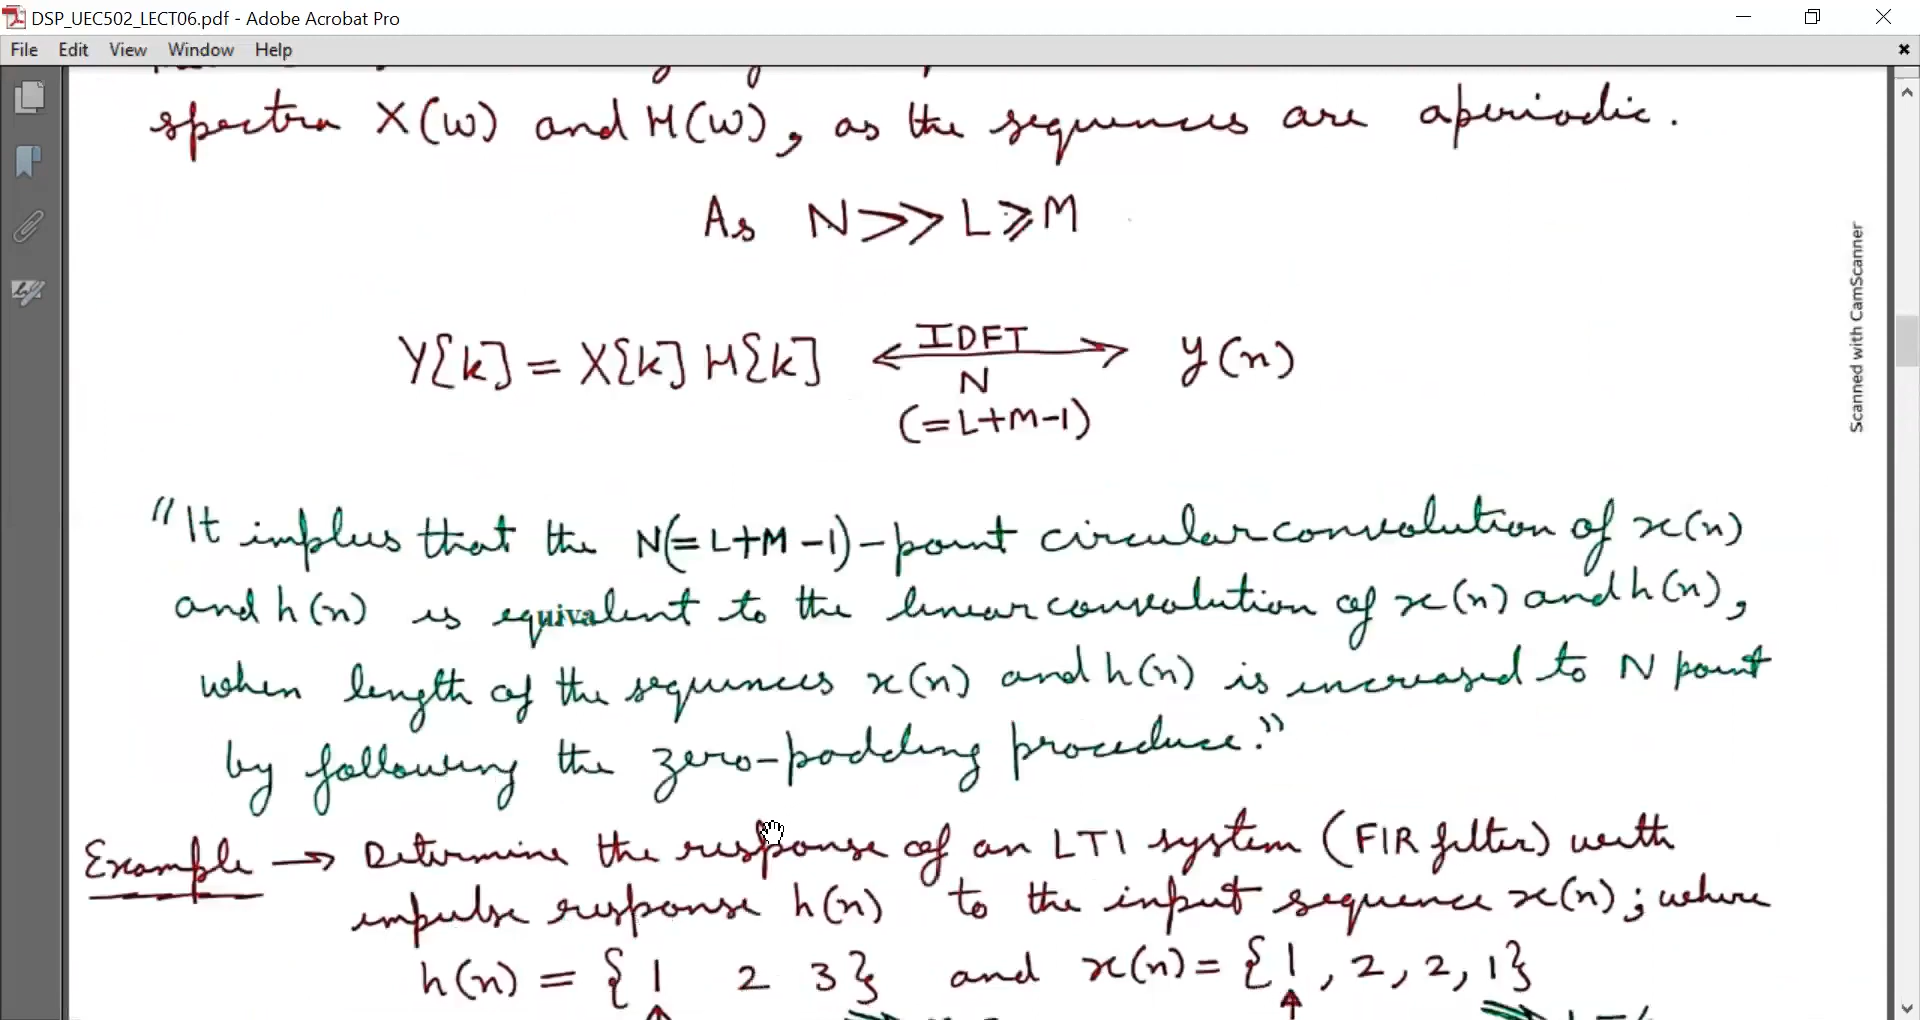 DSP_UEC502_LECT06.pdf - Adobe Acrobat Pro
File Edit View Window Help
spectra X(w) and H(w), as the sequences are aperiodic.
As N>>L≥M
Y[k] = X[k] H[k] IDFT N (=L+M-1) y(n)
"It implies that the N(=L+M-1)-point circular convolution of x(n)
and h(n) is equivalent to the linear convolution of x(n) and h(n),
when length of the sequences x(n) and h(n) is increased to N point
by following the zero-padding procedure."
Example → Determine the response of an LTI system (FIR filter) with
impulse response h(n) to the input sequence x(n); where
h(n) = {1 2 3} and x(n) = {1, 2, 2, 1}
Scanned with CamScanner